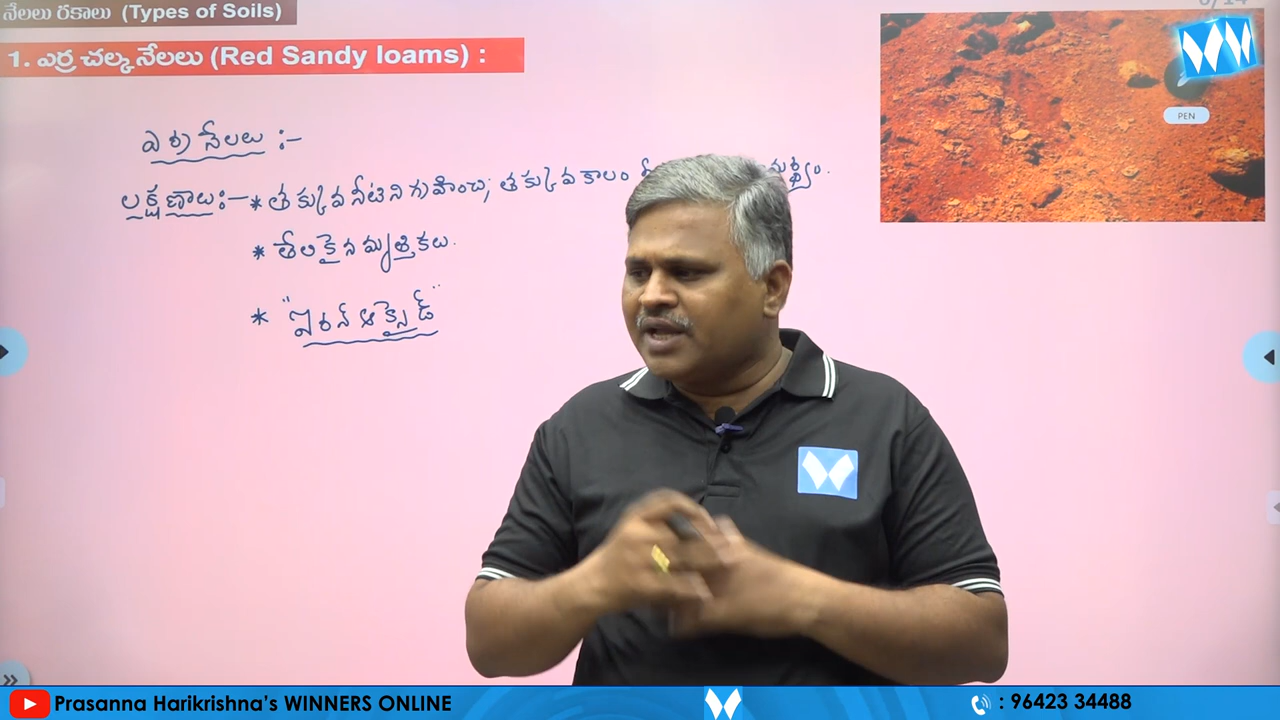 నేలలు రకాలు (Types of Soils)
1. ఎర్ర చల్క నేలలు (Red Sandy loams) :
ఎర్ర నేలలు :-
లక్షణాలు:- * తక్కువ నీటిని గ్రహించి; తక్కువ కాలం
* తేలికైన మృత్తికలు.
* "ఐరన్ ఆక్సైడ్"
PEN
Prasanna Harikrishna's WINNERS ONLINE
: 96423 34488